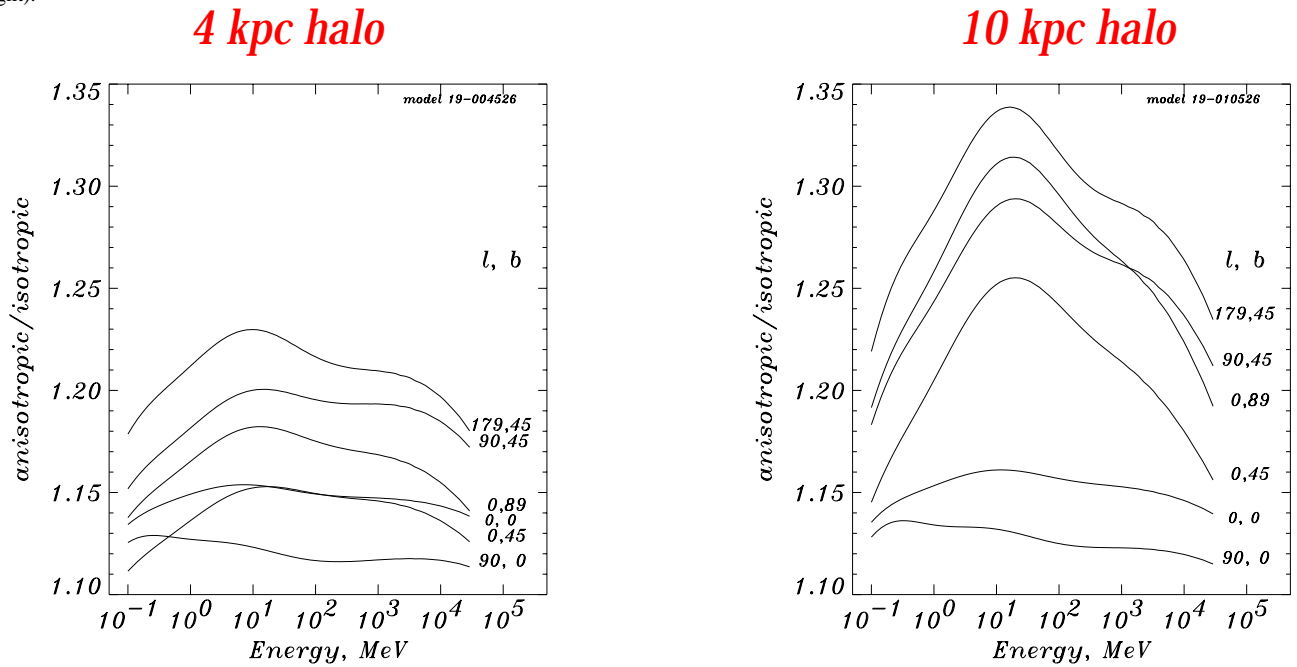 gin).
4 kpc halo
10 kpc halo
model 19-004526
1.35
1.30
1.25
1.20
1.15
1.10
anisotropic/isotropic
l, b
179,45
90,45
0,89
0, 0
0,45
90, 0
10^-1 10^0 10^1 10^2 10^3 10^4 10^5
Energy, MeV
model 19-010526
1.35
1.30
1.25
1.20
1.15
1.10
anisotropic/isotropic
l, b
179,45
90,45
0,89
0,45
0, 0
90, 0
10^-1 10^0 10^1 10^2 10^3 10^4 10^5
Energy, MeV